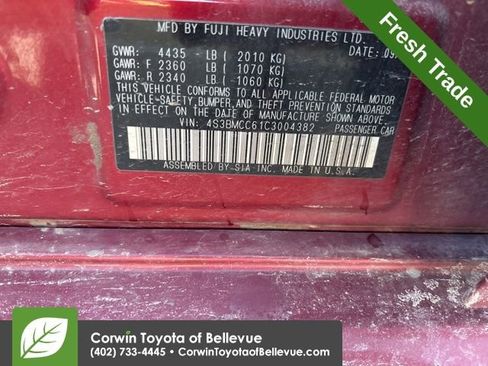 MFD BY FUJI HEAVY INDUSTRIES LTD.
GVWR: 4435 - LB ( 2010 KG) DATE: 09/
GAWR: F 2360 LB ( 1070 KG)
GAWR: R 2340 LB ( 1060 KG)
THIS VEHICLE CONFORMS TO ALL APPLICABLE FEDERAL MOTOR
VEHICLE-SAFETY, BUMPER, AND THEFT PREVENTION STANDARDS
IN EFFECT ON THE DATE OF MANUFACTURE SHOWN ABOVE.
VIN: 4S3BMCC61C3004382 PASSENGER CAR
ASSEMBLED BY SIA INC. MADE IN U.S.A.
Fresh Trade
Corwin Toyota of Bellevue
(402) 733-4445 • CorwinToyotaofBellevue.com